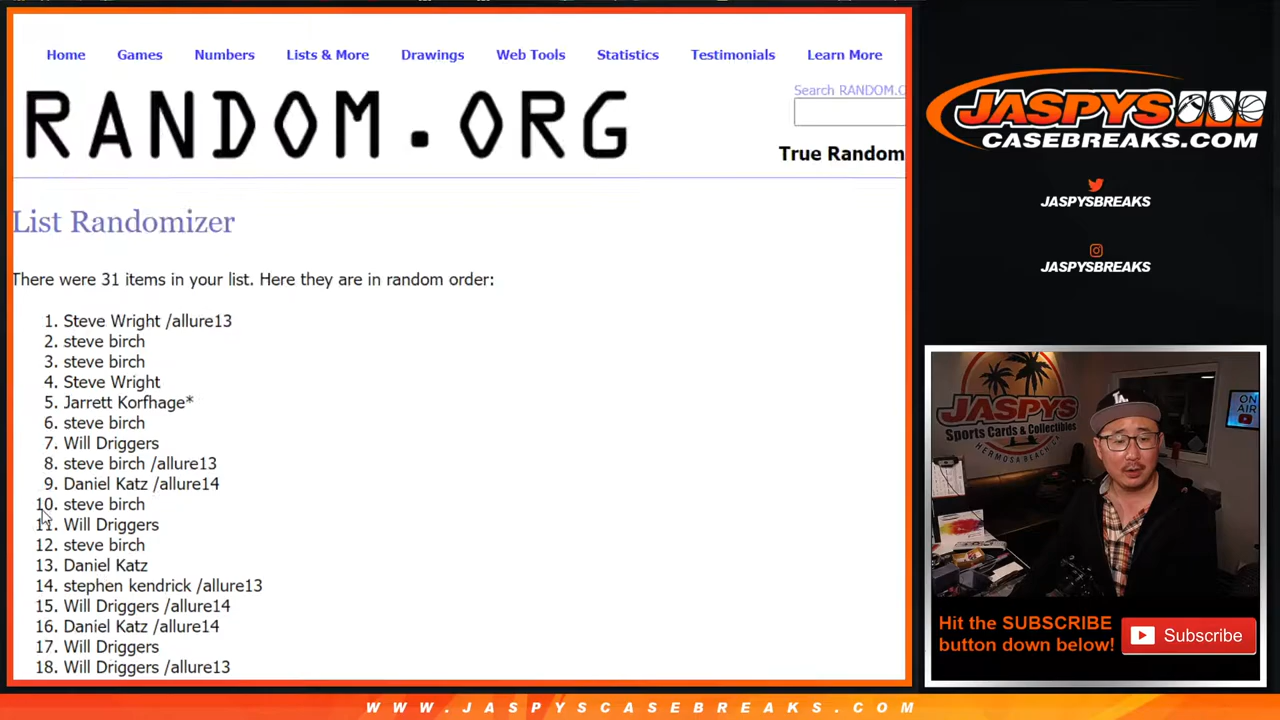 Home Games Numbers Lists & More Drawings Web Tools Statistics Testimonials Learn More
Search RANDOM.O
RANDOM.ORG
True Random
List Randomizer
There were 31 items in your list. Here they are in random order:
1. Steve Wright /allure13
2. steve birch
3. steve birch
4. Steve Wright
5. Jarrett Korfhage*
6. steve birch
7. Will Driggers
8. steve birch /allure13
9. Daniel Katz /allure14
10. steve birch
11. Will Driggers
12. steve birch
13. Daniel Katz
14. stephen kendrick /allure13
15. Will Driggers /allure14
16. Daniel Katz /allure14
17. Will Driggers
18. Will Driggers /allure13
JASPYS
CASEBREAKS.COM
JASPYSBREAKS
JASPYSBREAKS
JASPYS
Sports Cards & Collectibles
HERMOSA BEACH, CA
ON
AIR
Hit the SUBSCRIBE
button down below!
Subscribe
WWW.JASPYSCASEBREAKS.COM